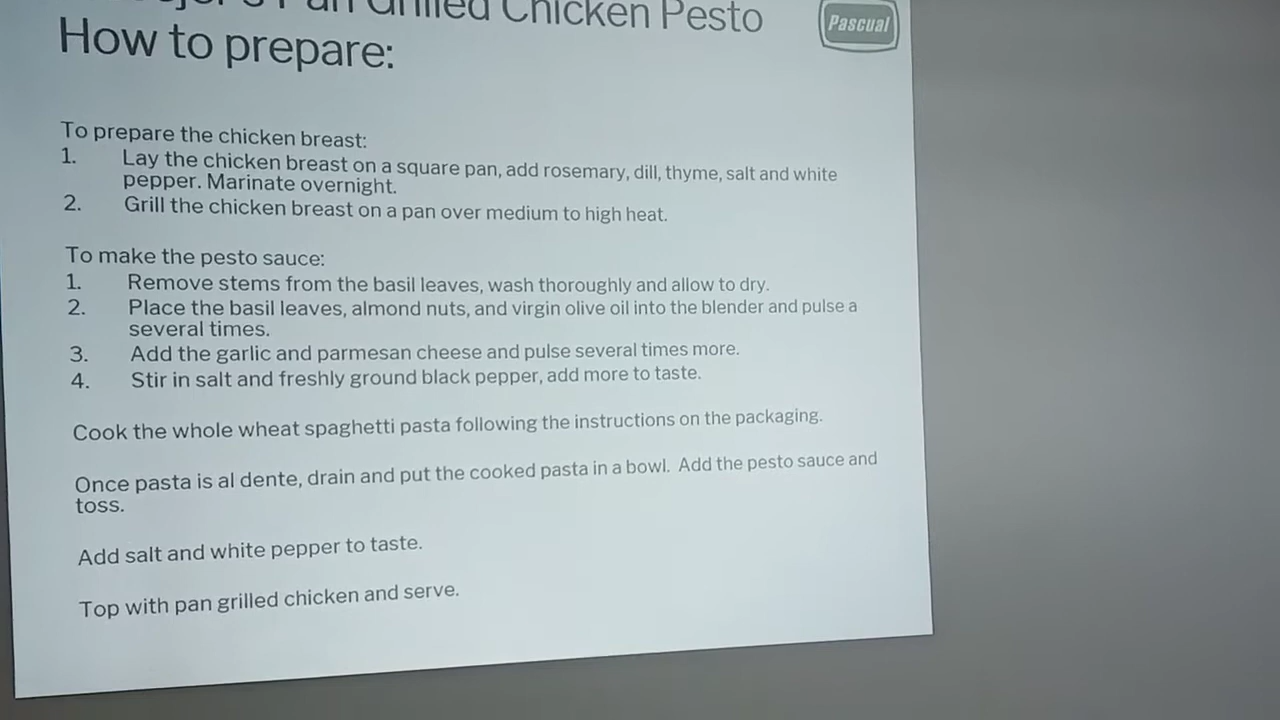 Pan Grilled Chicken Pesto
Pascual
How to prepare:
To prepare the chicken breast:
1. Lay the chicken breast on a square pan, add rosemary, dill, thyme, salt and white
pepper. Marinate overnight.
2. Grill the chicken breast on a pan over medium to high heat.
To make the pesto sauce:
1. Remove stems from the basil leaves, wash thoroughly and allow to dry.
2. Place the basil leaves, almond nuts, and virgin olive oil into the blender and pulse a
several times.
3. Add the garlic and parmesan cheese and pulse several times more.
4. Stir in salt and freshly ground black pepper, add more to taste.
Cook the whole wheat spaghetti pasta following the instructions on the packaging.
Once pasta is al dente, drain and put the cooked pasta in a bowl. Add the pesto sauce and
toss.
Add salt and white pepper to taste.
Top with pan grilled chicken and serve.